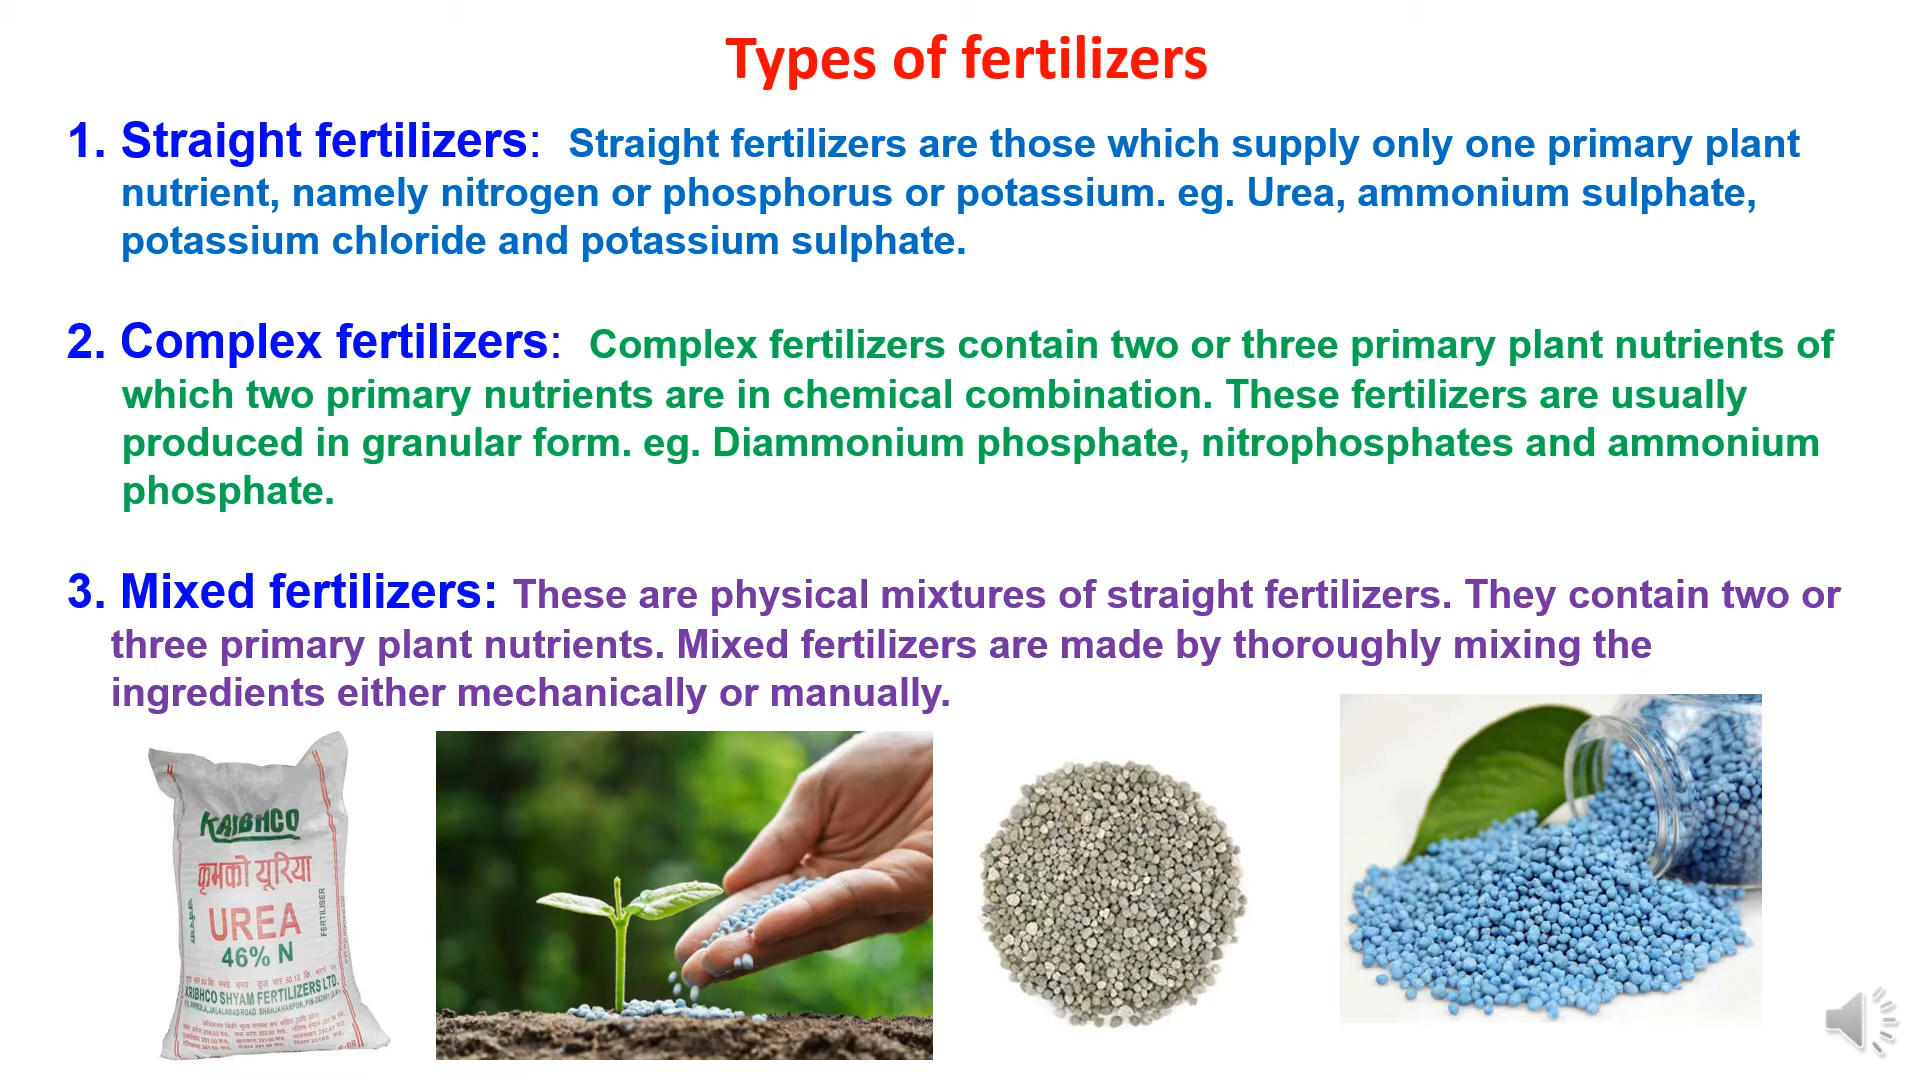 Types of fertilizers
1. Straight fertilizers: Straight fertilizers are those which supply only one primary plant
nutrient, namely nitrogen or phosphorus or potassium. eg. Urea, ammonium sulphate,
potassium chloride and potassium sulphate.
2. Complex fertilizers: Complex fertilizers contain two or three primary plant nutrients of
which two primary nutrients are in chemical combination. These fertilizers are usually
produced in granular form. eg. Diammonium phosphate, nitrophosphates and ammonium
phosphate.
3. Mixed fertilizers: These are physical mixtures of straight fertilizers. They contain two or
three primary plant nutrients. Mixed fertilizers are made by thoroughly mixing the
ingredients either mechanically or manually.
KRIBHCO
कृभको यूरिया
UREA
46% N
FERTILISER
KRIBHCO SHYAM FERTILIZERS LTD.